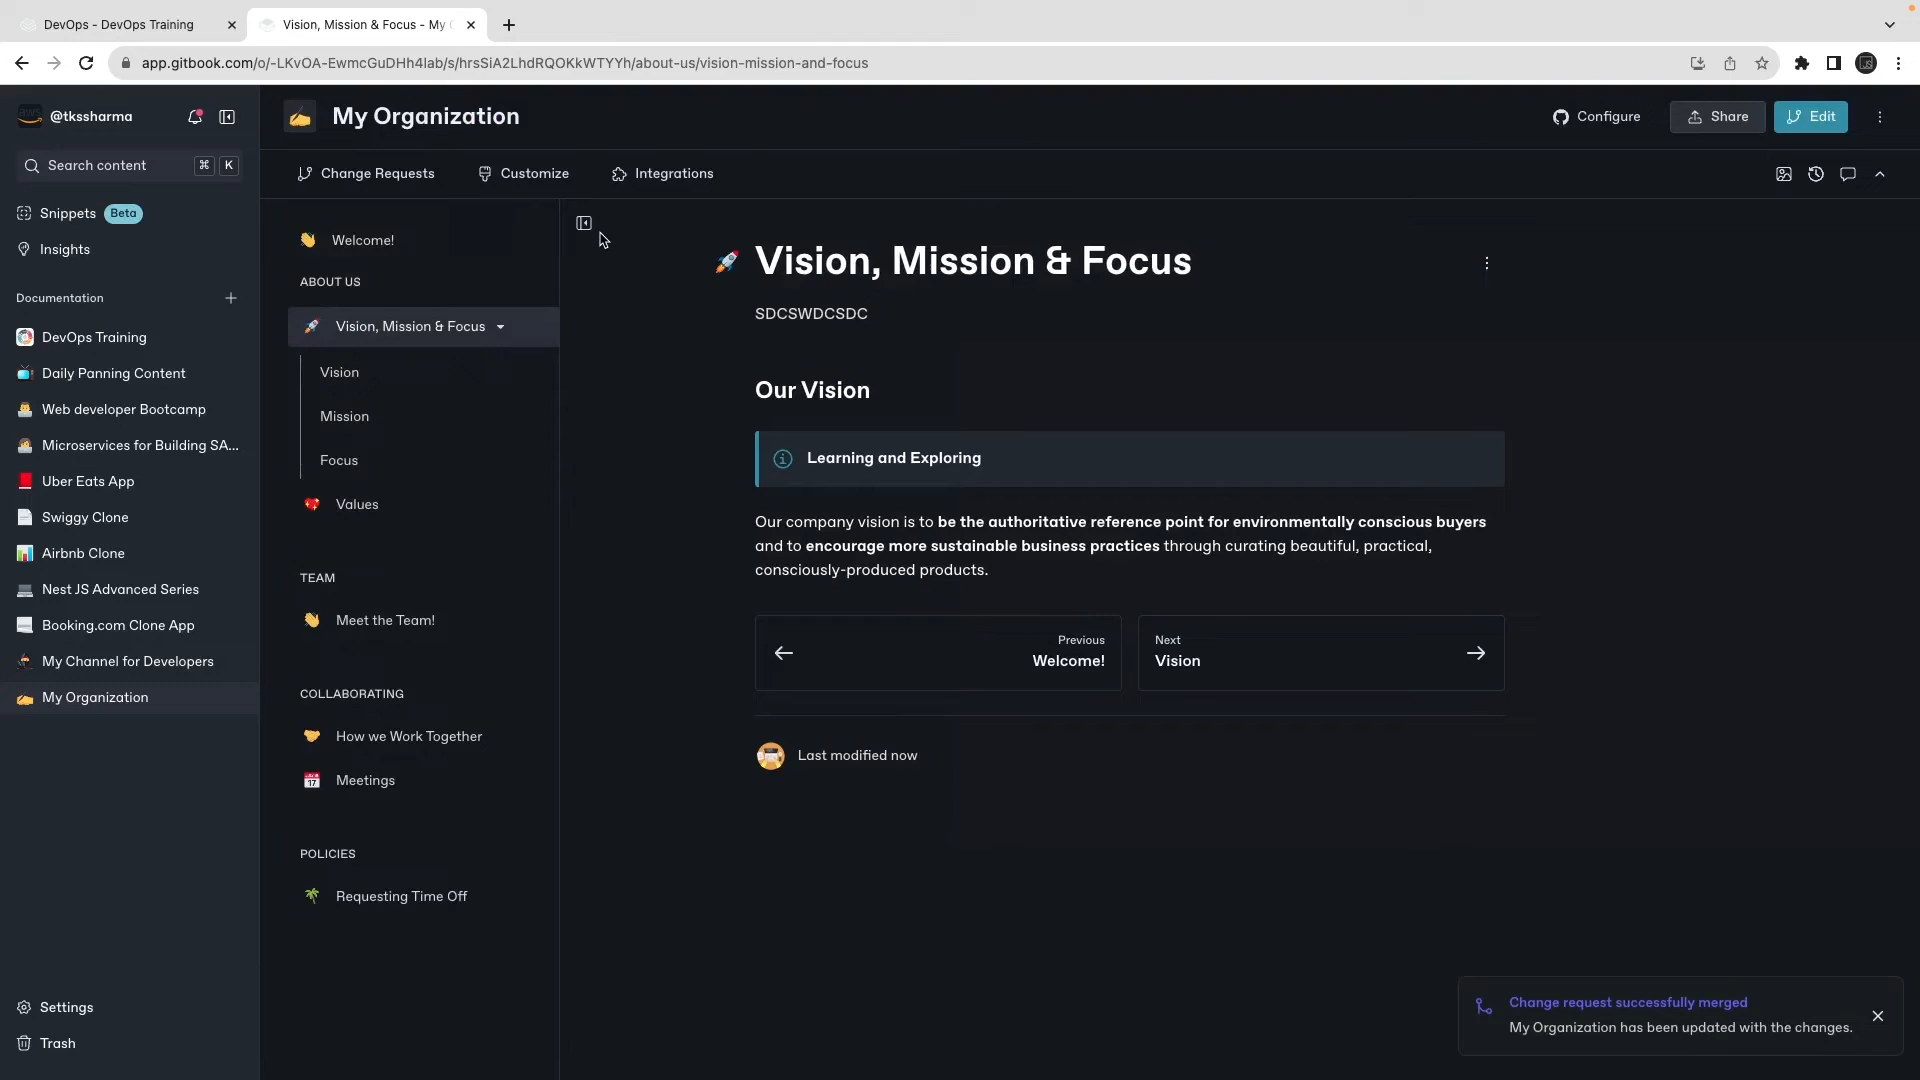 DevOps - DevOps Training
Vision, Mission & Focus - My
app.gitbook.com/o/-LKvOA-EwmcGuDHh4lab/s/hrsSiA2LhdRQOKkWTYYh/about-us/vision-mission-and-focus
@tkssharma
Search content ⌘ K
Snippets Beta
Insights
Documentation
DevOps Training
Daily Panning Content
Web developer Bootcamp
Microservices for Building SA...
Uber Eats App
Swiggy Clone
Airbnb Clone
Nest JS Advanced Series
Booking.com Clone App
My Channel for Developers
My Organization
Settings
Trash
My Organization
Configure
Share
Edit
Change Requests
Customize
Integrations
Welcome!
ABOUT US
Vision, Mission & Focus
Vision
Mission
Focus
Values
TEAM
Meet the Team!
COLLABORATING
How we Work Together
17
Meetings
POLICIES
Requesting Time Off
Vision, Mission & Focus
SDCSWDCSDC
Our Vision
Learning and Exploring
Our company vision is to be the authoritative reference point for environmentally conscious buyers
and to encourage more sustainable business practices through curating beautiful, practical,
consciously-produced products.
Previous
Welcome!
Next
Vision
Last modified now
Change request successfully merged
My Organization has been updated with the changes.